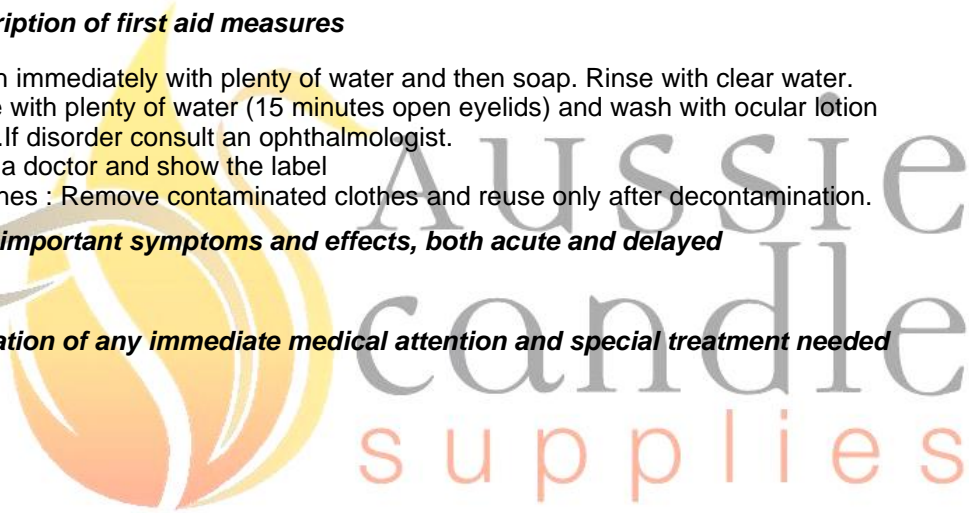 ription of first aid measures
n immediately with plenty of water and then soap. Rinse with clear water.
e with plenty of water (15 minutes open eyelids) and wash with ocular lotion
.If disorder consult an ophthalmologist.
a doctor and show the label
hes : Remove contaminated clothes and reuse only after decontamination.
important symptoms and effects, both acute and delayed
ation of any immediate medical attention and special treatment needed
Aussie
candle
supplies